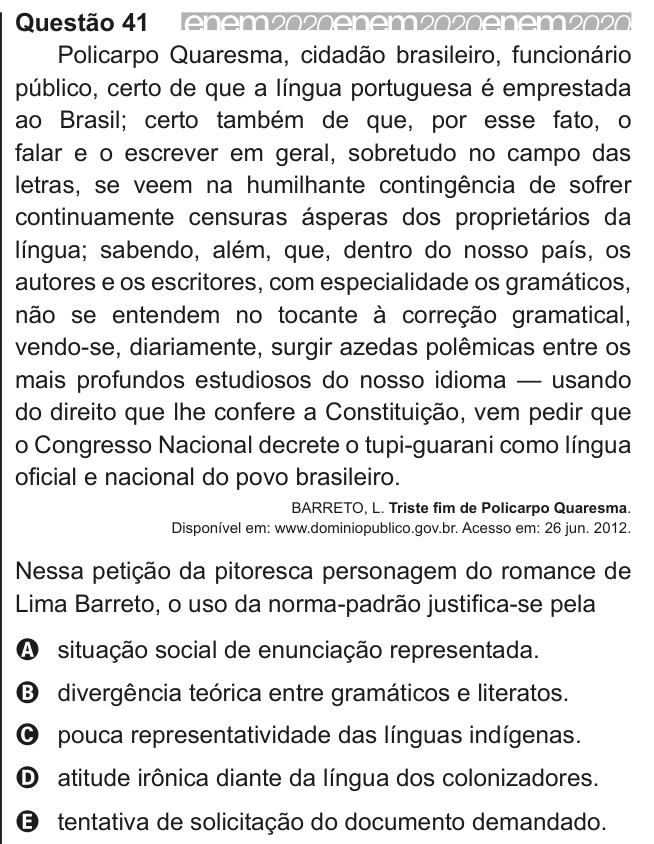 Questão 41 enem2020enem2020enem2020
Policarpo Quaresma, cidadão brasileiro, funcionário
público, certo de que a língua portuguesa é emprestada
ao Brasil; certo também de que, por esse fato, o
falar e o escrever em geral, sobretudo no campo das
letras, se veem na humilhante contingência de sofrer
continuamente censuras ásperas dos proprietários da
língua; sabendo, além, que, dentro do nosso país, os
autores e os escritores, com especialidade os gramáticos,
não se entendem no tocante à correção gramatical,
vendo-se, diariamente, surgir azedas polêmicas entre os
mais profundos estudiosos do nosso idioma — usando
do direito que lhe confere a Constituição, vem pedir que
o Congresso Nacional decrete o tupi-guarani como língua
oficial e nacional do povo brasileiro.
BARRETO, L. Triste fim de Policarpo Quaresma.
Disponível em: www.dominiopublico.gov.br. Acesso em: 26 jun. 2012.
Nessa petição da pitoresca personagem do romance de
Lima Barreto, o uso da norma-padrão justifica-se pela
A situação social de enunciação representada.
B divergência teórica entre gramáticos e literatos.
C pouca representatividade das línguas indígenas.
D atitude irônica diante da língua dos colonizadores.
E tentativa de solicitação do documento demandado.